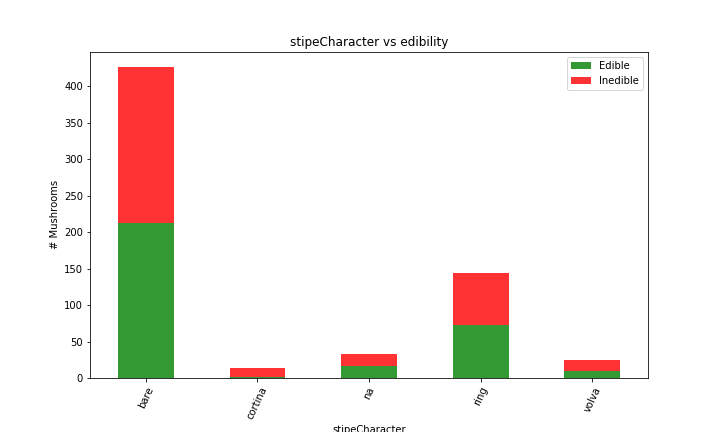 stipeCharacter vs edibility
Edible
Inedible
# Mushrooms
400
350
300
250
200
150
100
50
0
bare
cortina
na
ring
volva
stipeCharacter